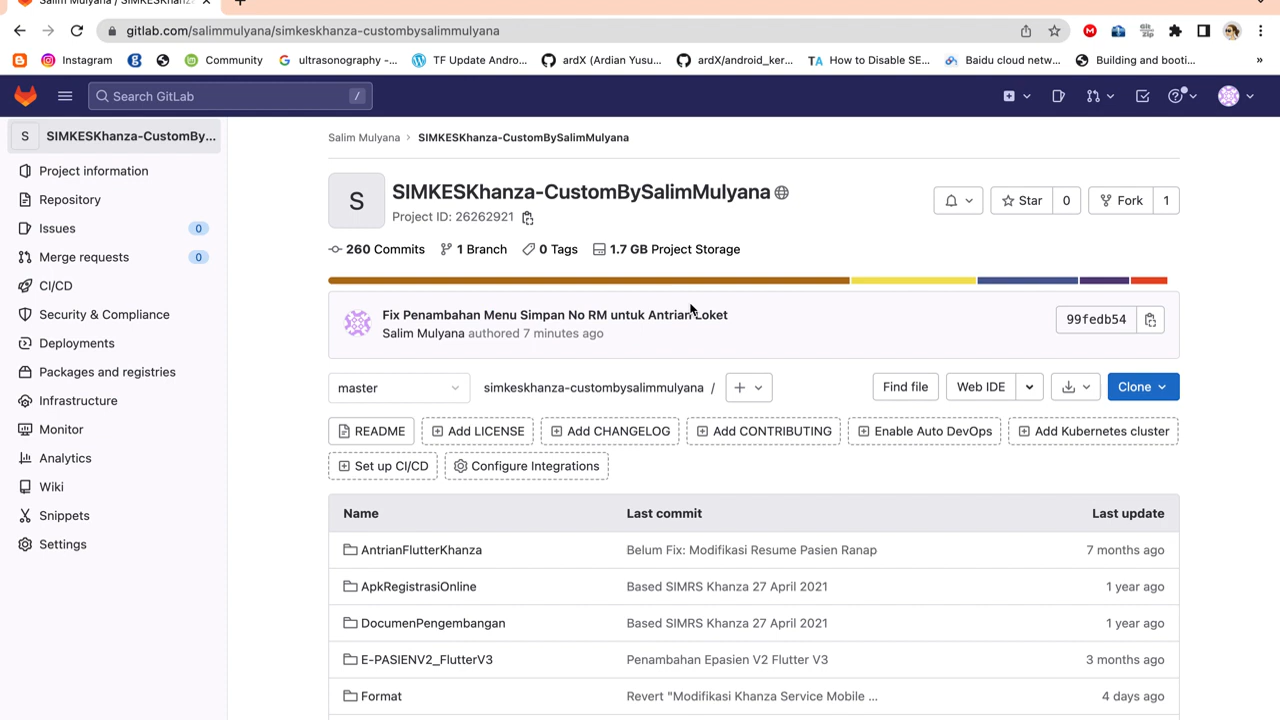 Salim Mulyana / SIMKESKhanza-
gitlab.com/salimmulyana/simkeskhanza-custombysalimmulyana
Instagram
Community
ultrasonography -...
TF Update Andro...
ardX (Ardian Yusu...
ardX/android_ker...
TA How to Disable SE...
Baidu cloud netw...
Building and booti...
»
Search GitLab /
S SIMKESKhanza-CustomBy...
Project information
Repository
Issues 0
Merge requests 0
CI/CD
Security & Compliance
Deployments
Packages and registries
Infrastructure
Monitor
Analytics
Wiki
Snippets
Settings
Salim Mulyana › SIMKESKhanza-CustomBySalimMulyana
S
SIMKESKhanza-CustomBySalimMulyana
Project ID: 26262921
Star 0
Fork 1
260 Commits 1 Branch 0 Tags 1.7 GB Project Storage
Fix Penambahan Menu Simpan No RM untuk Antrian Loket
Salim Mulyana authored 7 minutes ago
99fedb54
master
simkeskhanza-custombysalimmulyana /
+
Find file
Web IDE
Clone
README
Add LICENSE
Add CHANGELOG
Add CONTRIBUTING
Enable Auto DevOps
Add Kubernetes cluster
Set up CI/CD
Configure Integrations
Name Last commit Last update
AntrianFlutterKhanza Belum Fix: Modifikasi Resume Pasien Ranap 7 months ago
ApkRegistrasiOnline Based SIMRS Khanza 27 April 2021 1 year ago
DocumenPengembangan Based SIMRS Khanza 27 April 2021 1 year ago
E-PASIENV2_FlutterV3 Penambahan Epasien V2 Flutter V3 3 months ago
Format Revert "Modifikasi Khanza Service Mobile ... 4 days ago